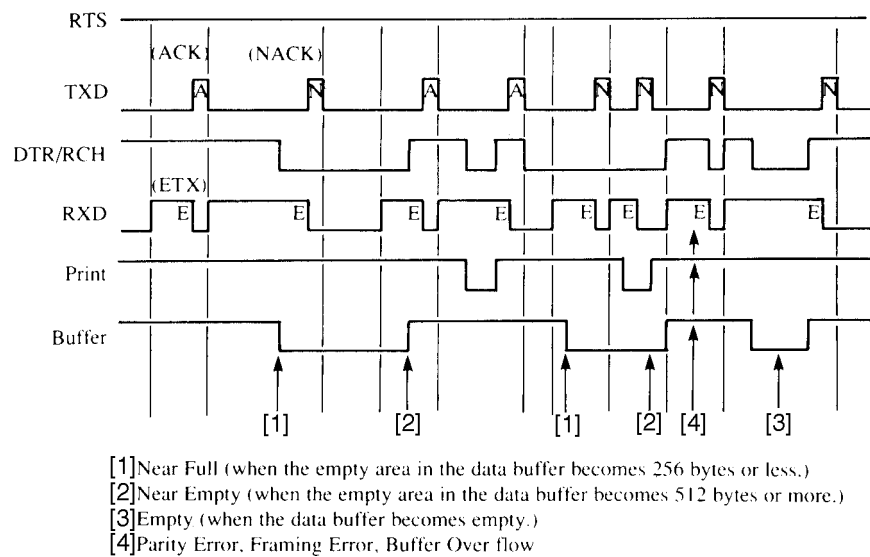 RTS
(ACK) (NACK)
TXD A N A A N N N N
DTR/RCH
(ETX)
RXD E E E E E E E E
Print
Buffer
[1] [2] [1] [2] [4] [3]
[1]Near Full (when the empty area in the data buffer becomes 256 bytes or less.)
[2]Near Empty (when the empty area in the data buffer becomes 512 bytes or more.)
[3]Empty (when the data buffer becomes empty.)
[4]Parity Error, Framing Error, Buffer Over flow